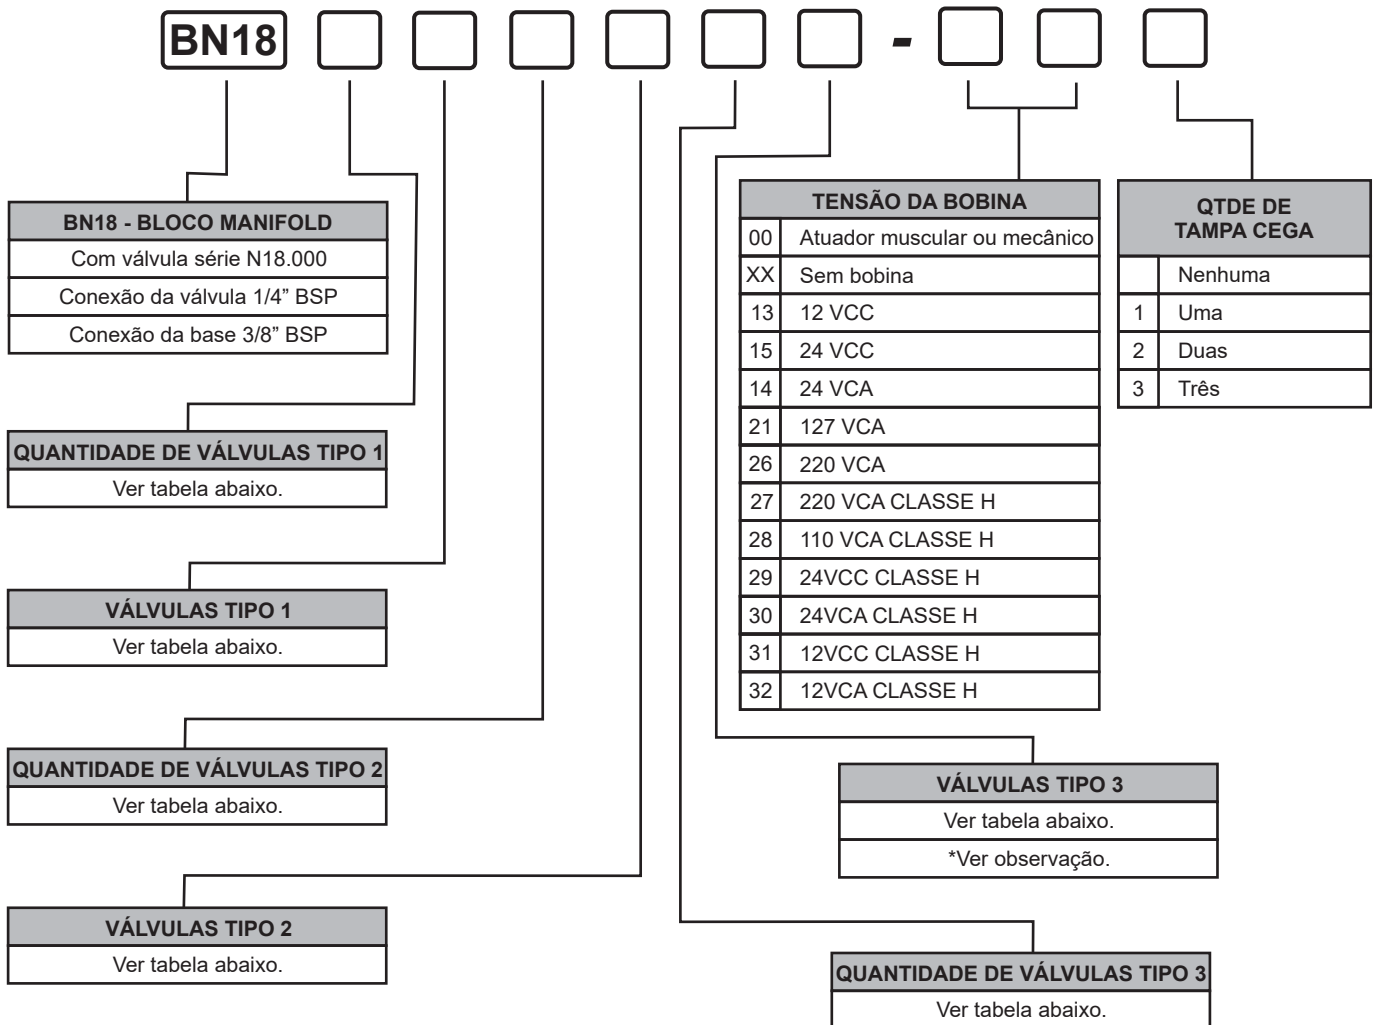 BN18 -
BN18 - BLOCO MANIFOLD
Com válvula série N18.000
Conexão da válvula 1/4” BSP
Conexão da base 3/8” BSP
QUANTIDADE DE VÁLVULAS TIPO 1
Ver tabela abaixo.
VÁLVULAS TIPO 1
Ver tabela abaixo.
QUANTIDADE DE VÁLVULAS TIPO 2
Ver tabela abaixo.
VÁLVULAS TIPO 2
Ver tabela abaixo.
TENSÃO DA BOBINA
00 Atuador muscular ou mecânico
XX Sem bobina
13 12 VCC
15 24 VCC
14 24 VCA
21 127 VCA
26 220 VCA
27 220 VCA CLASSE H
28 110 VCA CLASSE H
29 24VCC CLASSE H
30 24VCA CLASSE H
31 12VCC CLASSE H
32 12VCA CLASSE H
QTDE DE
TAMPA CEGA
Nenhuma
1 Uma
2 Duas
3 Três
VÁLVULAS TIPO 3
Ver tabela abaixo.
*Ver observação.
QUANTIDADE DE VÁLVULAS TIPO 3
Ver tabela abaixo.